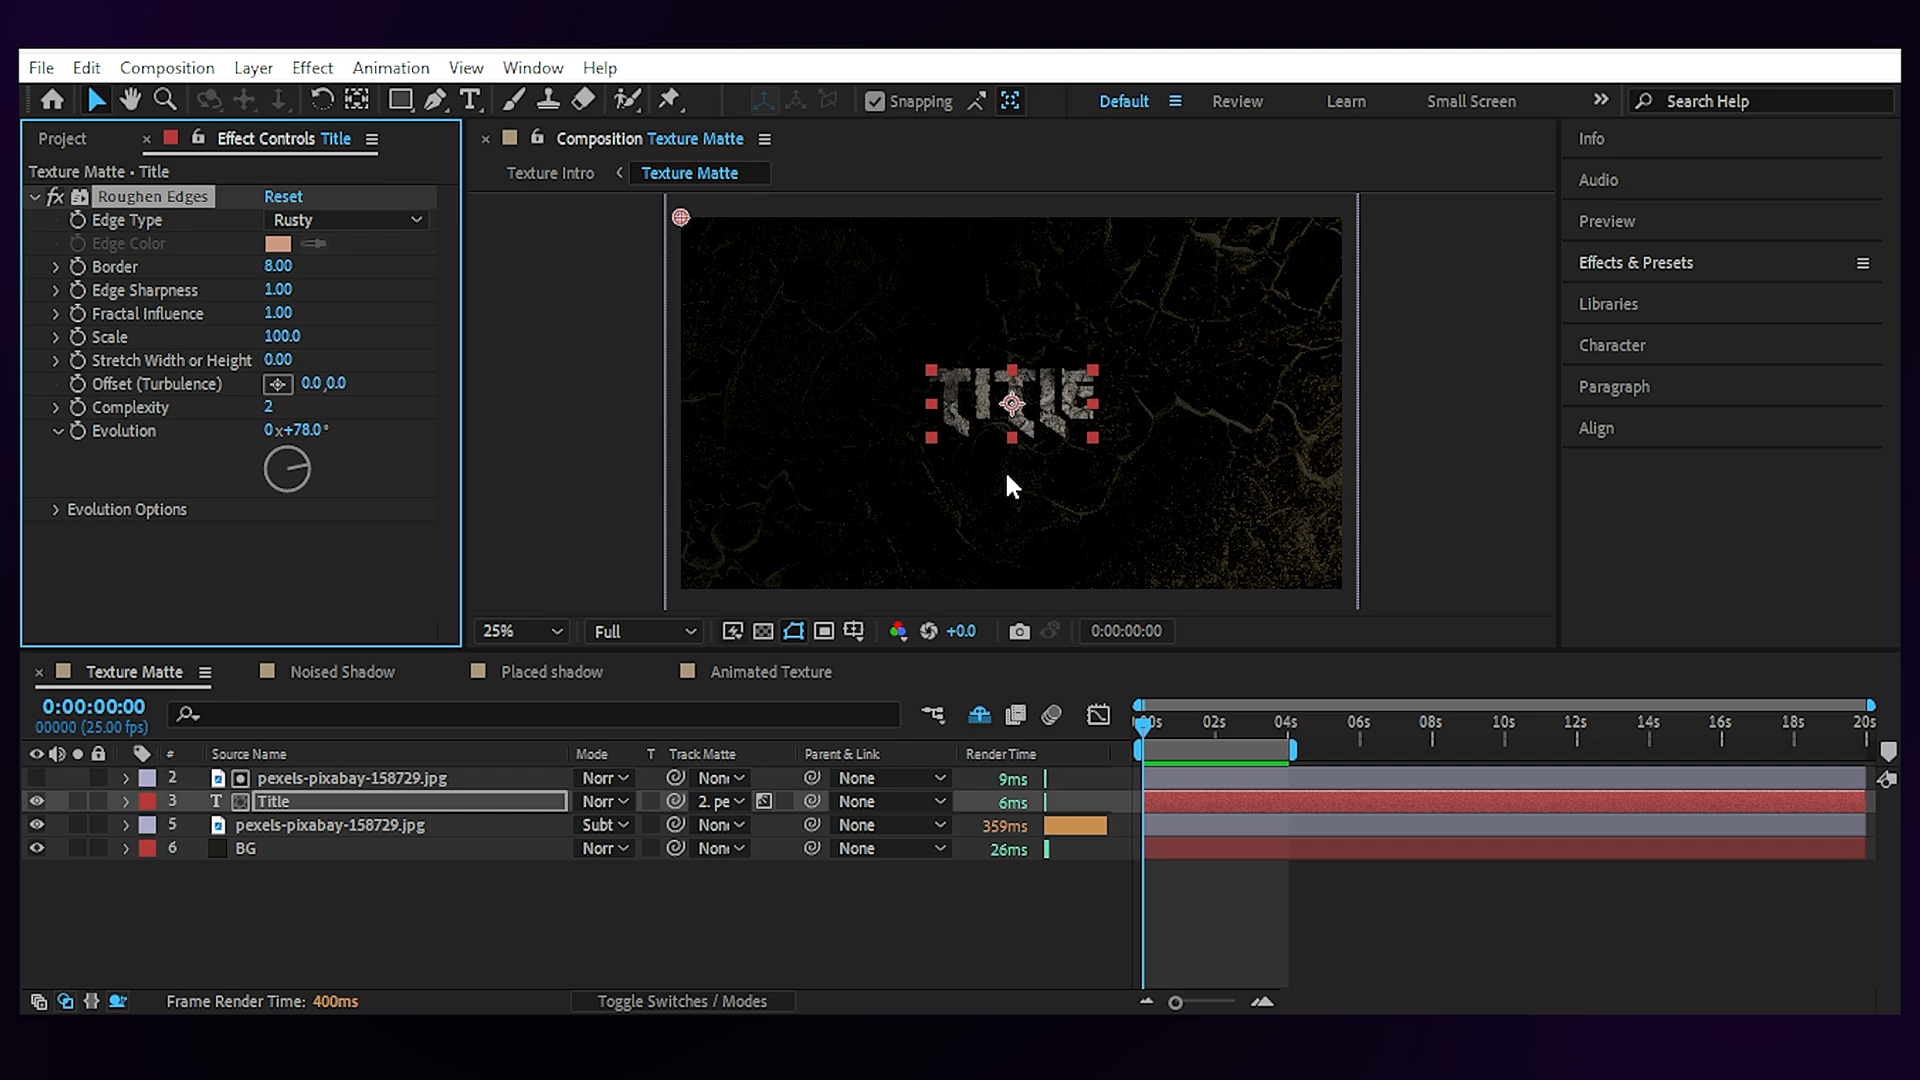 File Edit Composition Layer Effect Animation View Window Help
Snapping Default Review Learn Small Screen Search Help
Project × Effect Controls Title
Texture Matte • Title
fx Roughen Edges Reset
Edge Type Rusty
Edge Color
Border 8.00
Edge Sharpness 1.00
Fractal Influence 1.00
Scale 100.0
Stretch Width or Height 0.00
Offset (Turbulence) 0.0,0.0
Complexity 2
Evolution 0x+78.0°
Evolution Options
× Composition Texture Matte
Texture Intro < Texture Matte
TITLE
25% Full +0.0 0:00:00:00
Info
Audio
Preview
Effects & Presets
Libraries
Character
Paragraph
Align
× Texture Matte Noised Shadow Placed shadow Animated Texture
0:00:00:00
00000 (25.00 fps)
02s 04s 06s 08s 10s 12s 14s 16s 18s 20s
# Source Name Mode T Track Matte Parent & Link Render Time
2 pexels-pixabay-158729.jpg Norr None 9ms
3 T Title Norr 2. pe None 6ms
5 pexels-pixabay-158729.jpg Subt None 359ms
6 BG Norr None 26ms
Frame Render Time: 400ms Toggle Switches / Modes